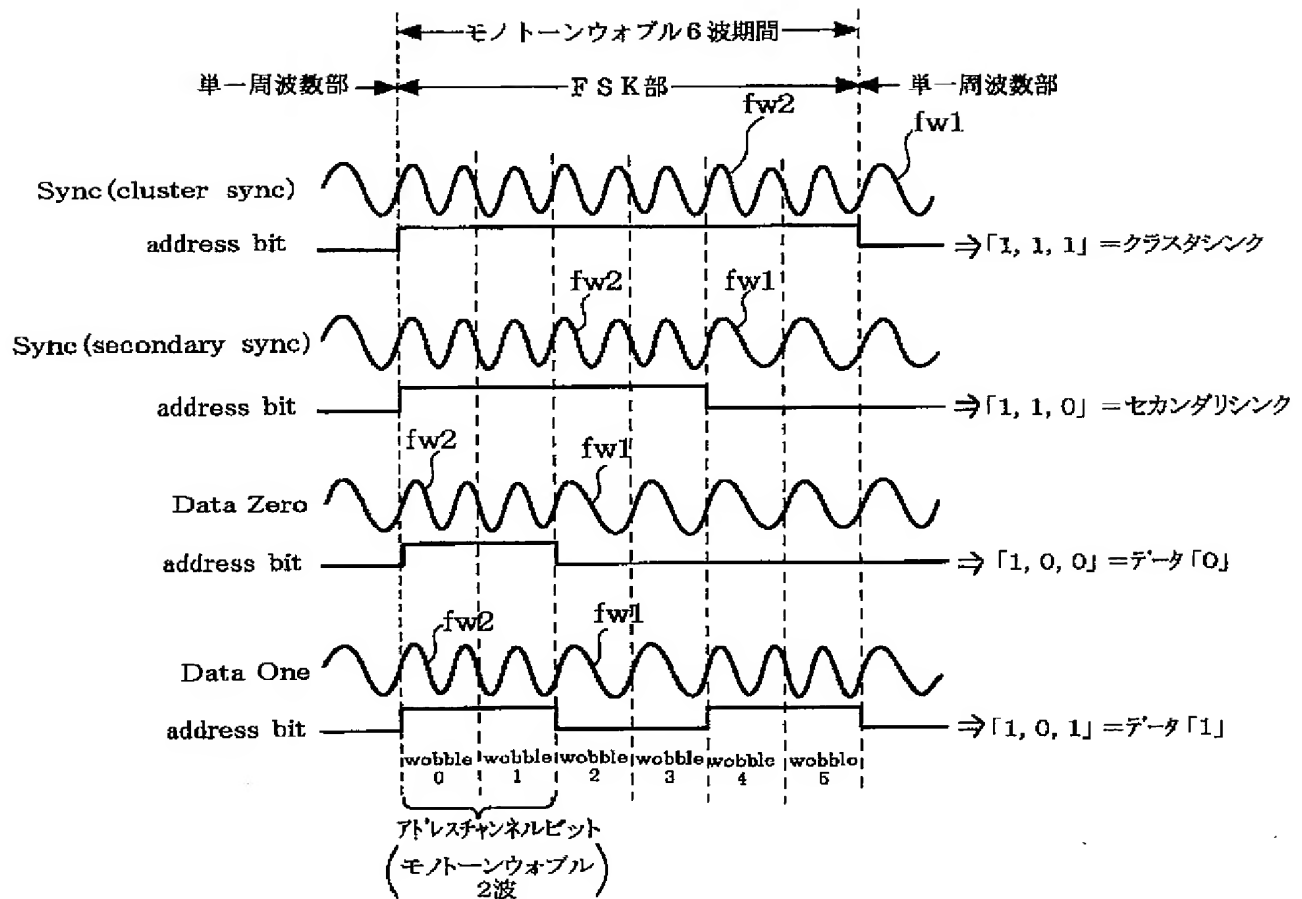 モノトーンウォブル6波期間
単一周波数部 FSK部 単一周波数部
fw2 fw1
Sync(cluster sync)
address bit ⇒「1, 1, 1」=クラスタシンク
fw2 fw1
Sync(secondary sync)
address bit ⇒「1, 1, 0」=セカンダリシンク
fw2 fw1
Data Zero
address bit ⇒「1, 0, 0」=データ「0」
fw2 fw1
Data One
address bit ⇒「1, 0, 1」=データ「1」
wobble wobble wobble wobble wobble wobble
0 1 2 3 4 5
アドレスチャンネルビット
(モノトーンウォブル
2波)